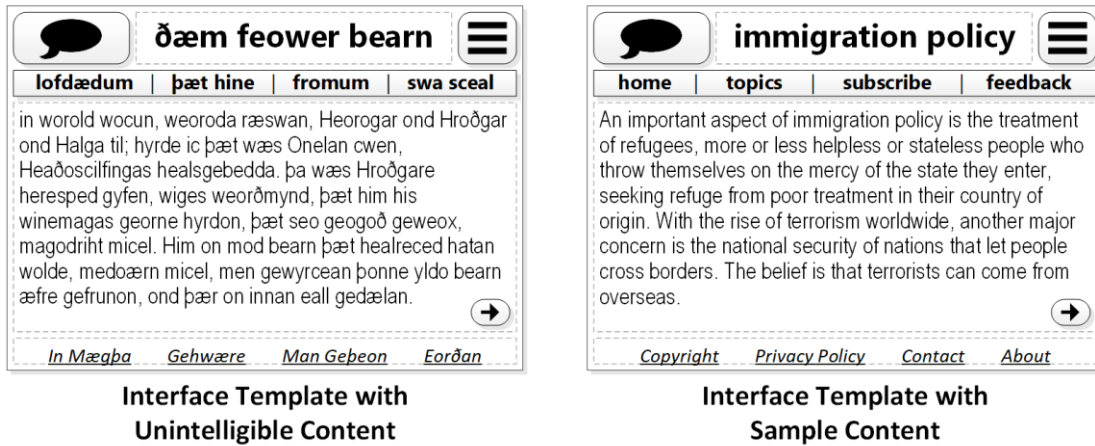 ðæm feower bearn
lofdædum | þæt hine | fromum | swa sceal
in worold wocun, weoroda ræswan, Heorogar ond Hroðgar
ond Halga til; hyrde ic þæt wæs Onelan cwen,
Heaðoscilfingas healsgebedda. þa wæs Hroðgare
heresped gyfen, wiges weorðmynd, þæt him his
winemagas georne hyrdon, þæt seo geogoð geweox,
magodriht micel. Him on mod bearn þæt healreced hatan
wolde, medoærn micel, men gewyrcean þonne yldo bearn
æfre gefrunon, ond þær on innan eall gedælan.
In Mægþa Gehwære Man Geþeon Eorðan
Interface Template with
Unintelligible Content
immigration policy
home | topics | subscribe | feedback
An important aspect of immigration policy is the treatment
of refugees, more or less helpless or stateless people who
throw themselves on the mercy of the state they enter,
seeking refuge from poor treatment in their country of
origin. With the rise of terrorism worldwide, another major
concern is the national security of nations that let people
cross borders. The belief is that terrorists can come from
overseas.
Copyright Privacy Policy Contact About
Interface Template with
Sample Content